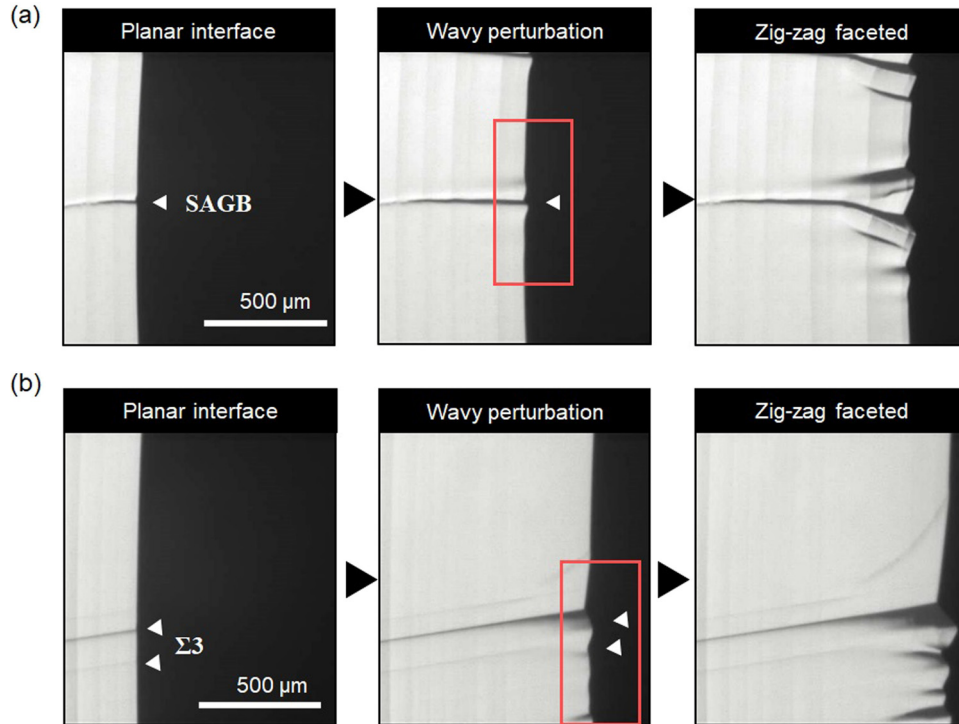 (a)
Planar interface
Wavy perturbation
Zig-zag faceted
SAGB
500 µm
(b)
Planar interface
Wavy perturbation
Zig-zag faceted
Σ3
500 µm